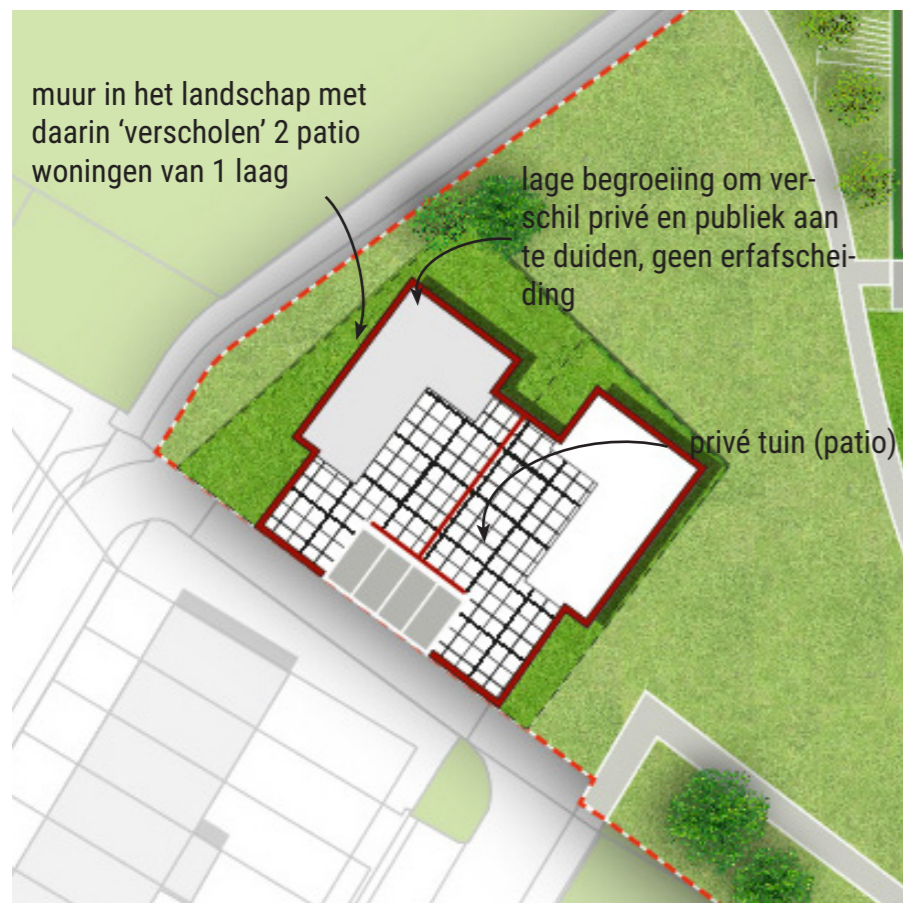 muur in het landschap met
daarin ‘verscholen’ 2 patio
woningen van 1 laag
lage begroeiing om ver-
schil privé en publiek aan
te duiden, geen erfafschei-
ding
privé tuin (patio)